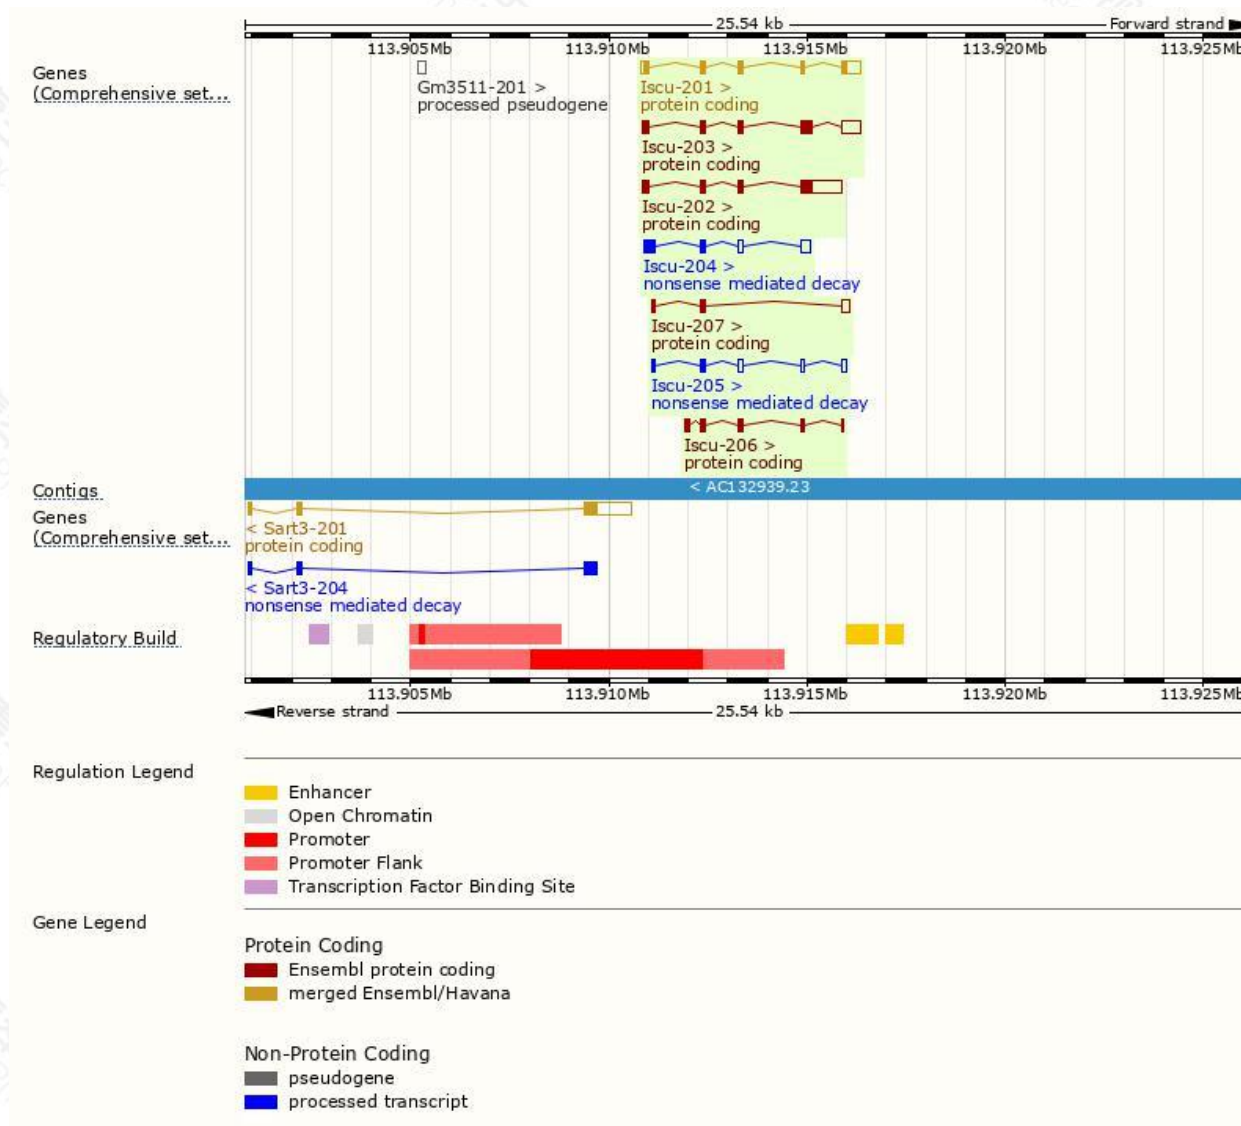 25.54 kb
Forward strand
113.905Mb 113.910Mb 113.915Mb 113.920Mb 113.925Mb
Genes
(Comprehensive set...
Gm3511-201 >
processed pseudogene
Iscu-201 >
protein coding
Iscu-203 >
protein coding
Iscu-202 >
protein coding
Iscu-204 >
nonsense mediated decay
Iscu-207 >
protein coding
Iscu-205 >
nonsense mediated decay
Iscu-206 >
protein coding
Contigs
< AC132939.23
Genes
(Comprehensive set...
< Sart3-201
protein coding
< Sart3-204
nonsense mediated decay
Regulatory Build
113.905Mb 113.910Mb 113.915Mb 113.920Mb 113.925Mb
Reverse strand
25.54 kb
Regulation Legend
Enhancer
Open Chromatin
Promoter
Promoter Flank
Transcription Factor Binding Site
Gene Legend
Protein Coding
Ensembl protein coding
merged Ensembl/Havana
Non-Protein Coding
pseudogene
processed transcript